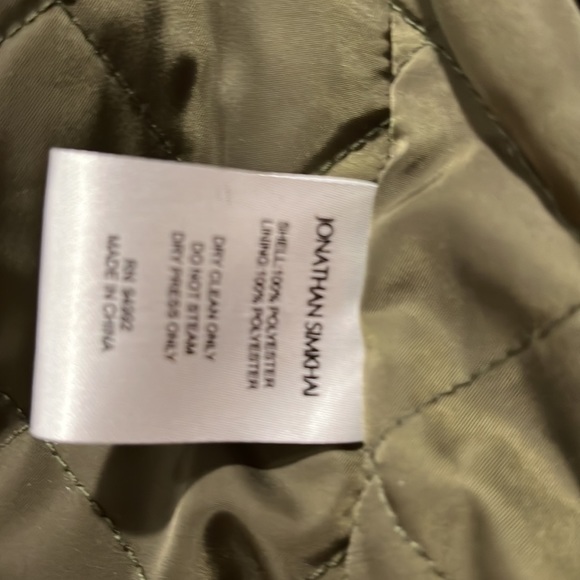 JONATHAN SIMKHAI
SHELL:100% POLYESTER
LINING:100% POLYESTER
DRY CLEAN ONLY
DO NOT STEAM
DRY PRESS ONLY
RN 94992
MADE IN CHINA